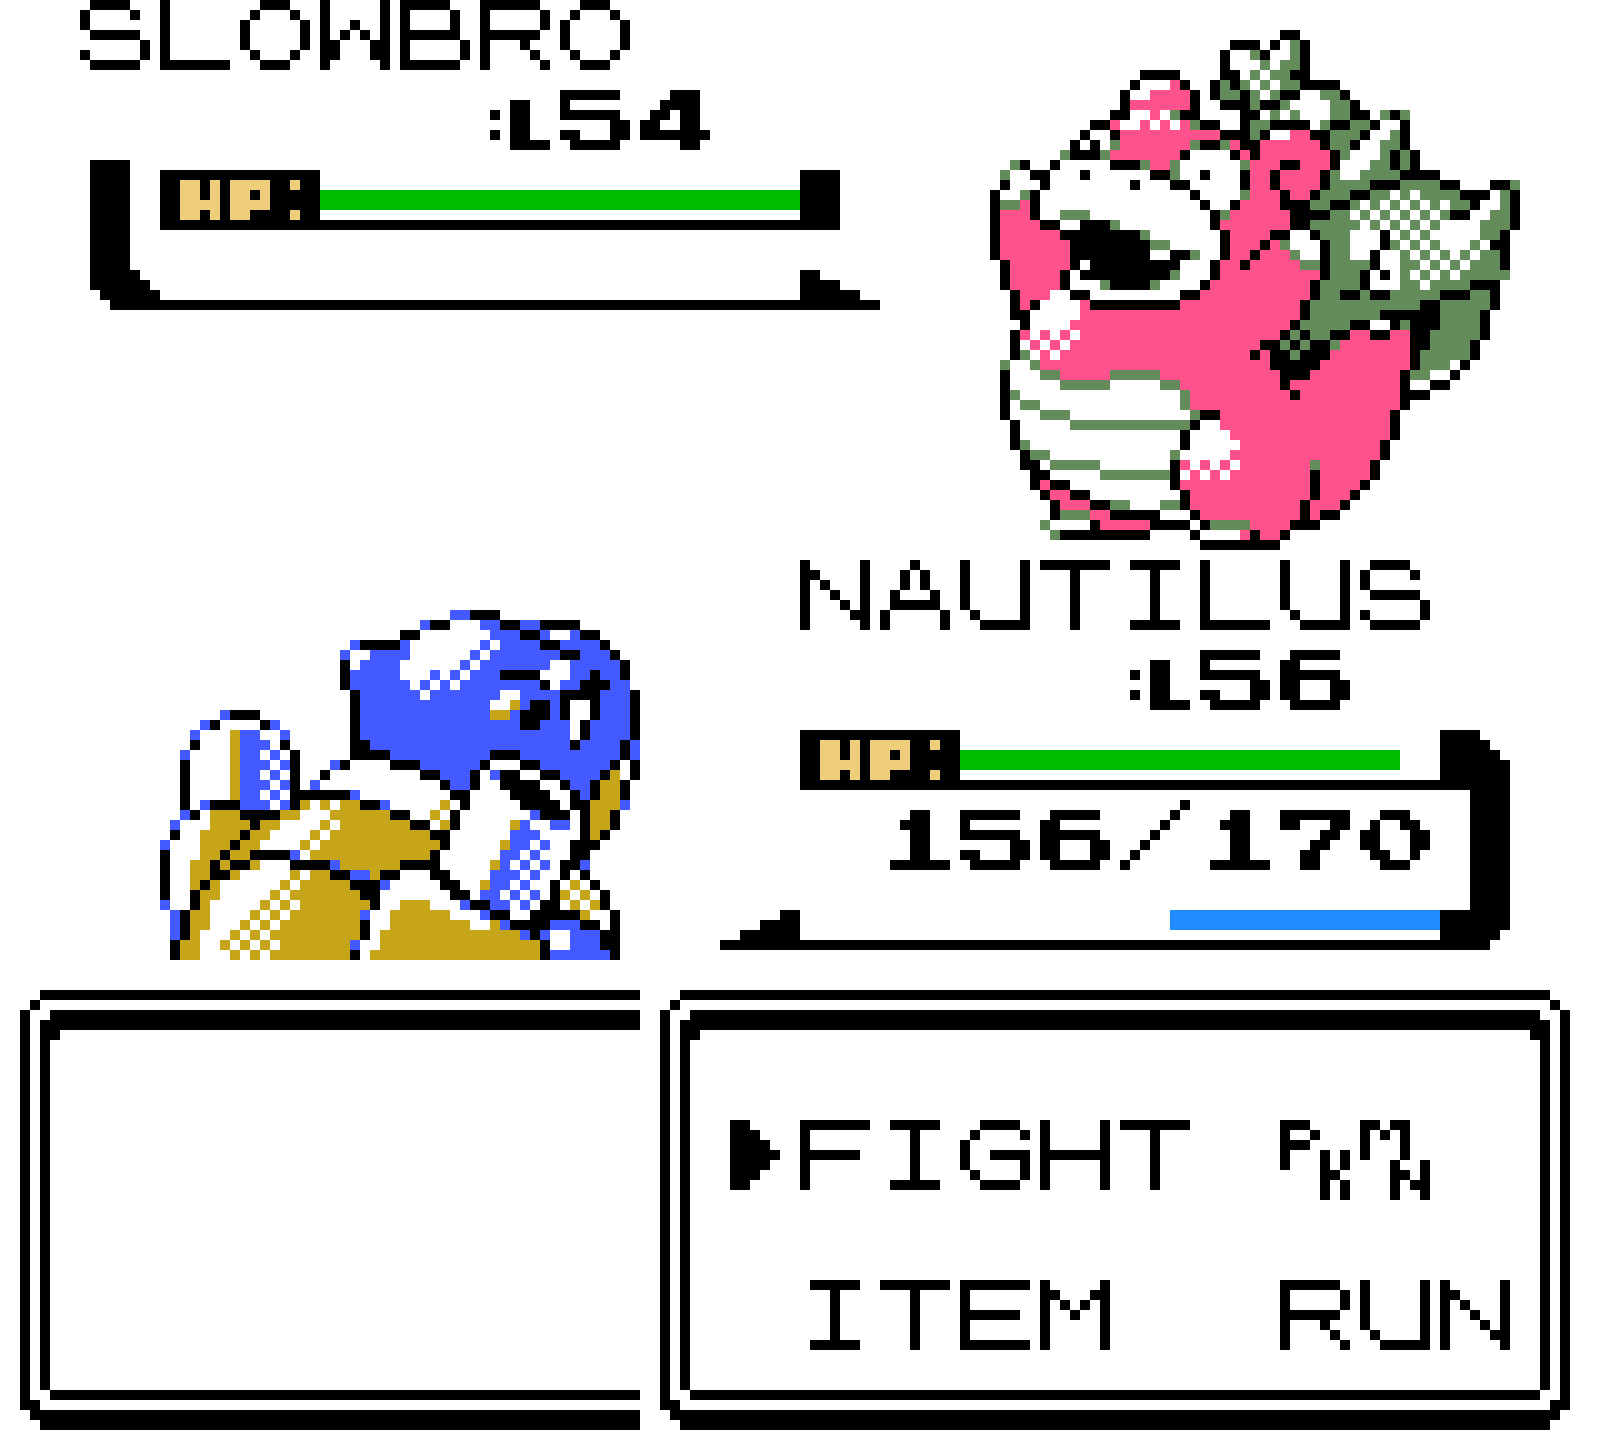 SLOWBRO
:L54
HP:
NAUTILUS
:L56
HP:
156/170
FIGHT PKMN
ITEM RUN